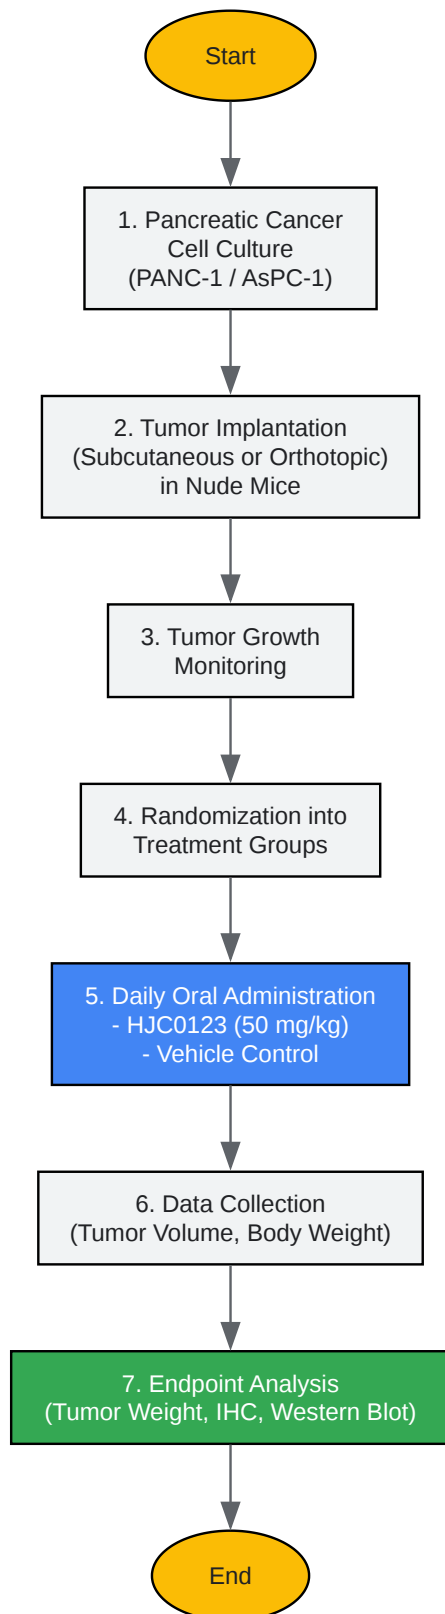 Start
1. Pancreatic Cancer
Cell Culture
(PANC-1 / AsPC-1)
2. Tumor Implantation
(Subcutaneous or Orthotopic)
in Nude Mice
3. Tumor Growth
Monitoring
4. Randomization into
Treatment Groups
5. Daily Oral Administration
- HJC0123 (50 mg/kg)
- Vehicle Control
6. Data Collection
(Tumor Volume, Body Weight)
7. Endpoint Analysis
(Tumor Weight, IHC, Western Blot)
End